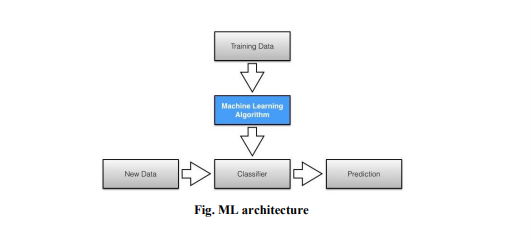 Training Data
Machine Learning
Algorithm
New Data
Classifier
Prediction
Fig. ML architecture